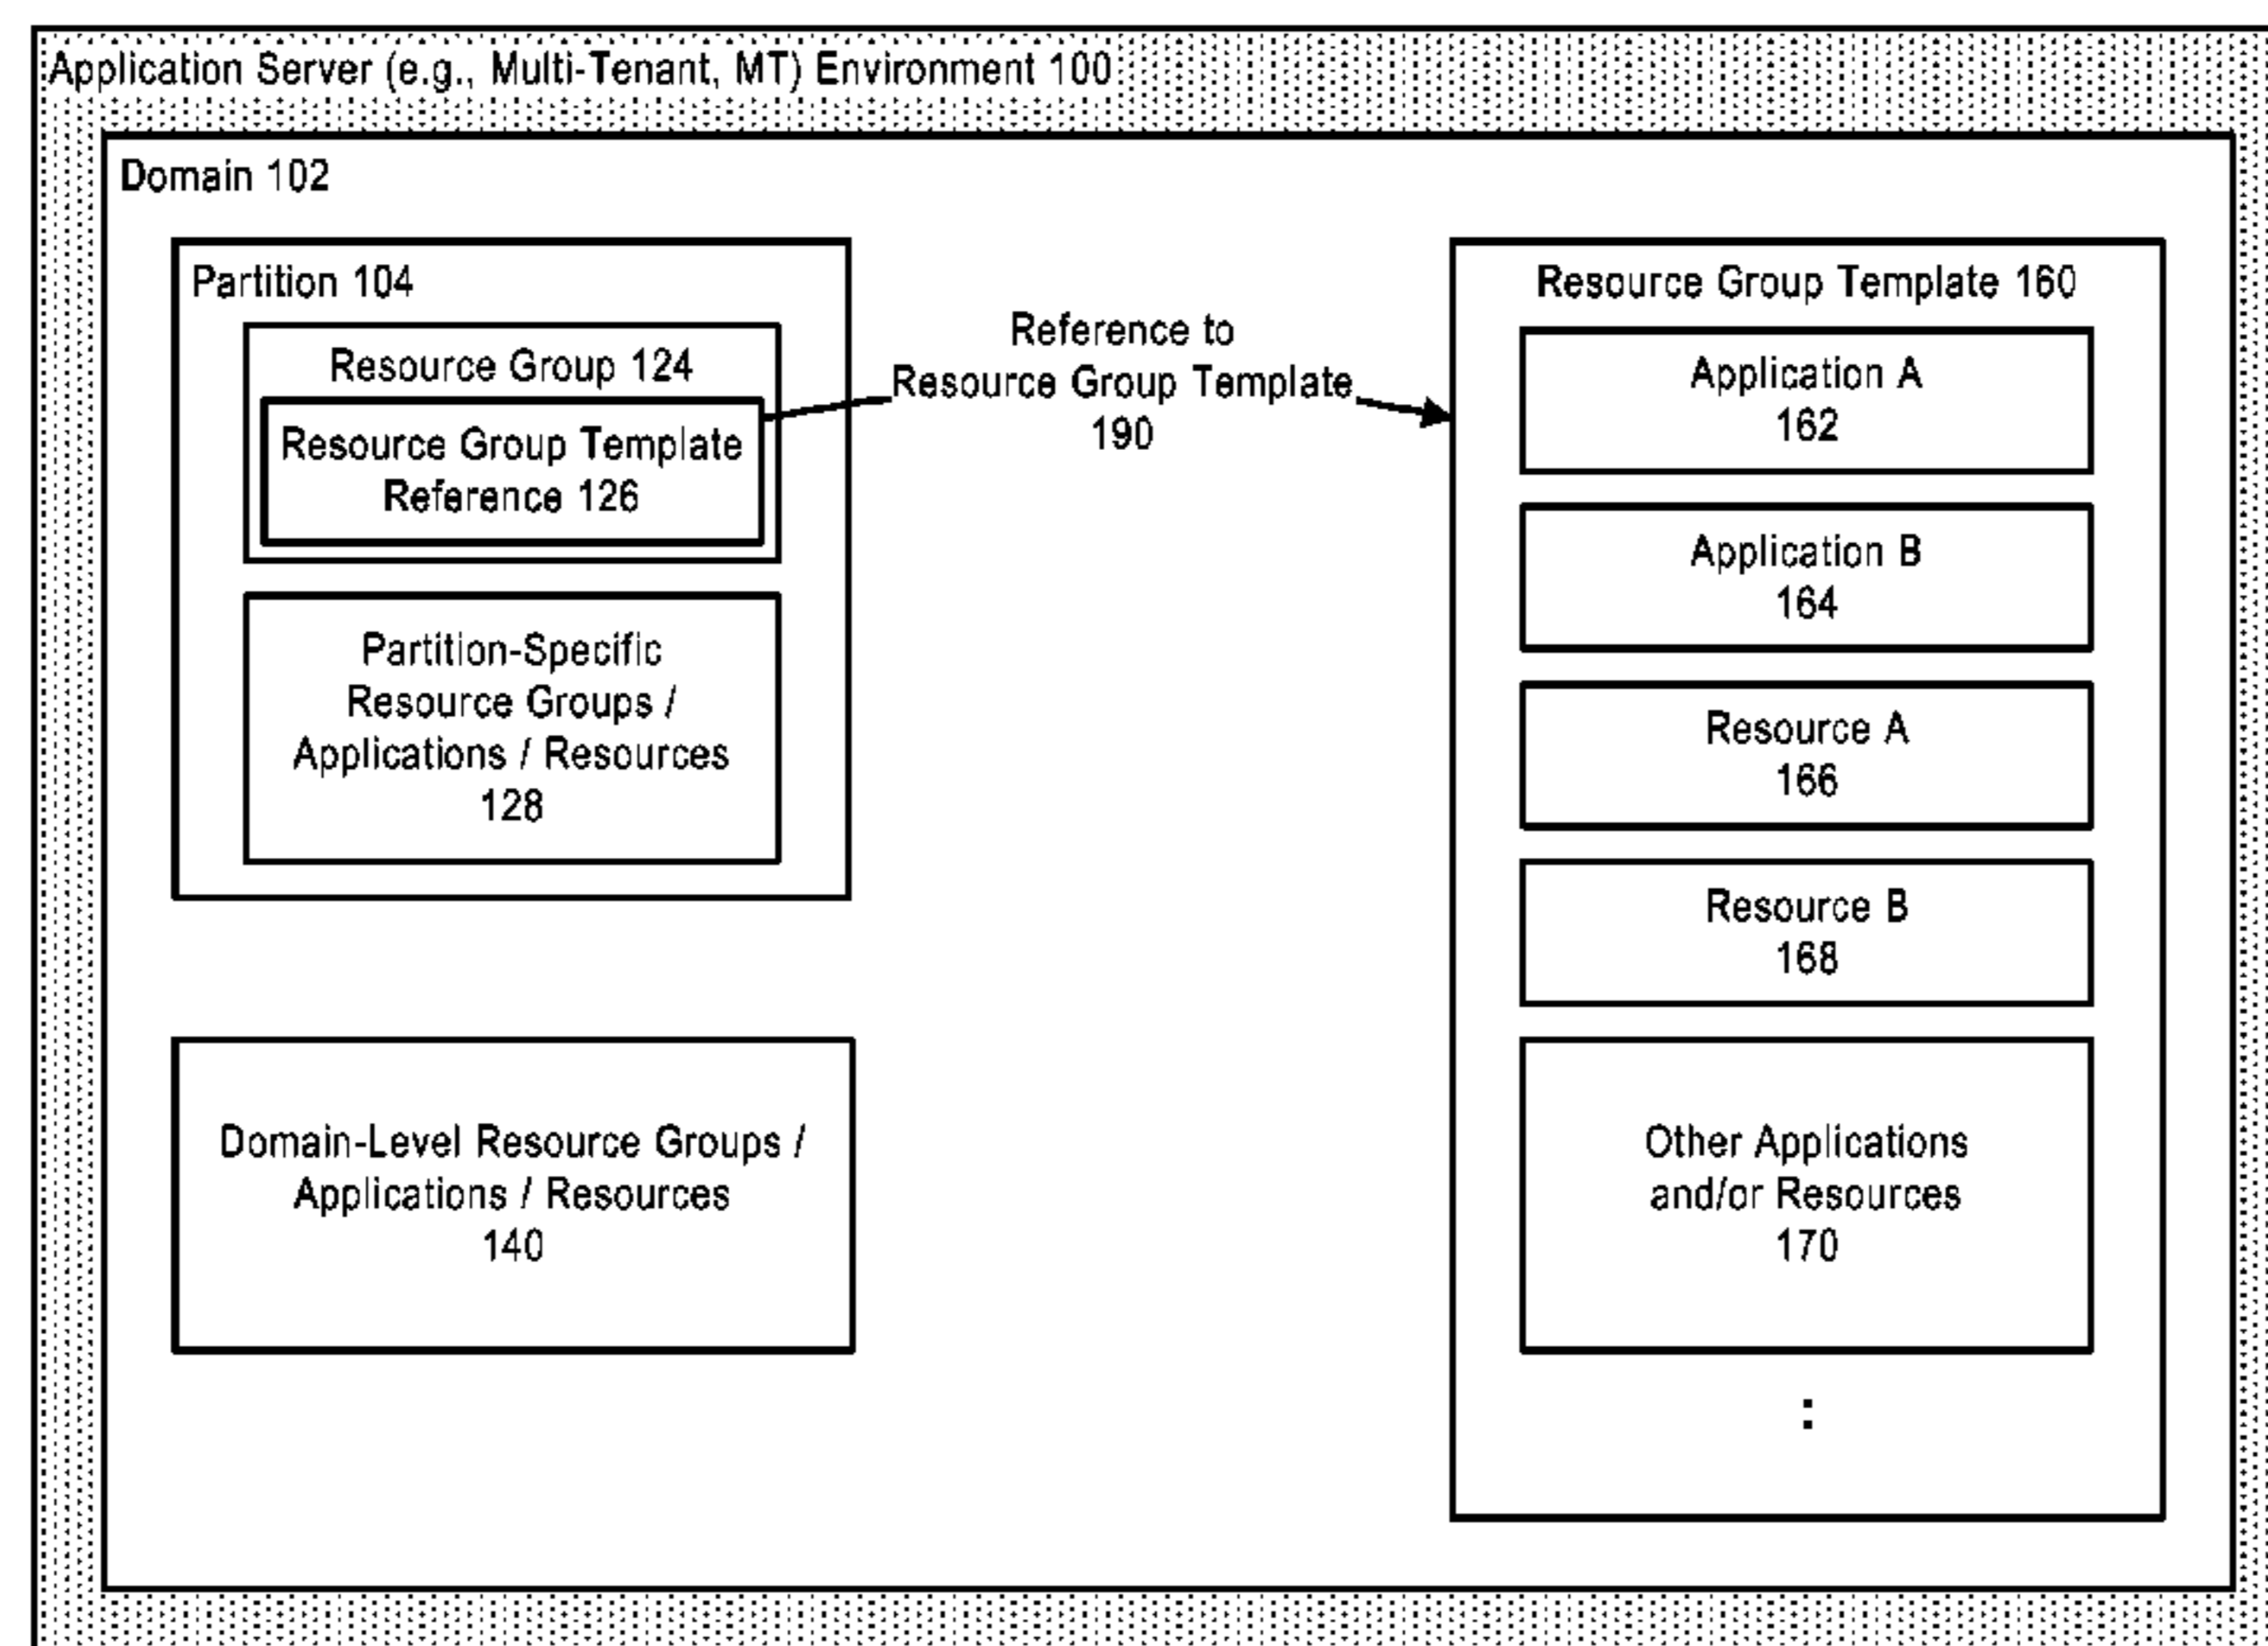 Application Server (e.g., Multi-Tenant, MT) Environment 100
Domain 102
Partition 104
Resource Group 124
Resource Group Template
Reference 126
Partition-Specific
Resource Groups /
Applications / Resources
128
Domain-Level Resource Groups /
Applications / Resources
140
Reference to
Resource Group Template
190
Resource Group Template 160
Application A
162
Application B
164
Resource A
166
Resource B
168
Other Applications
and/or Resources
170
: